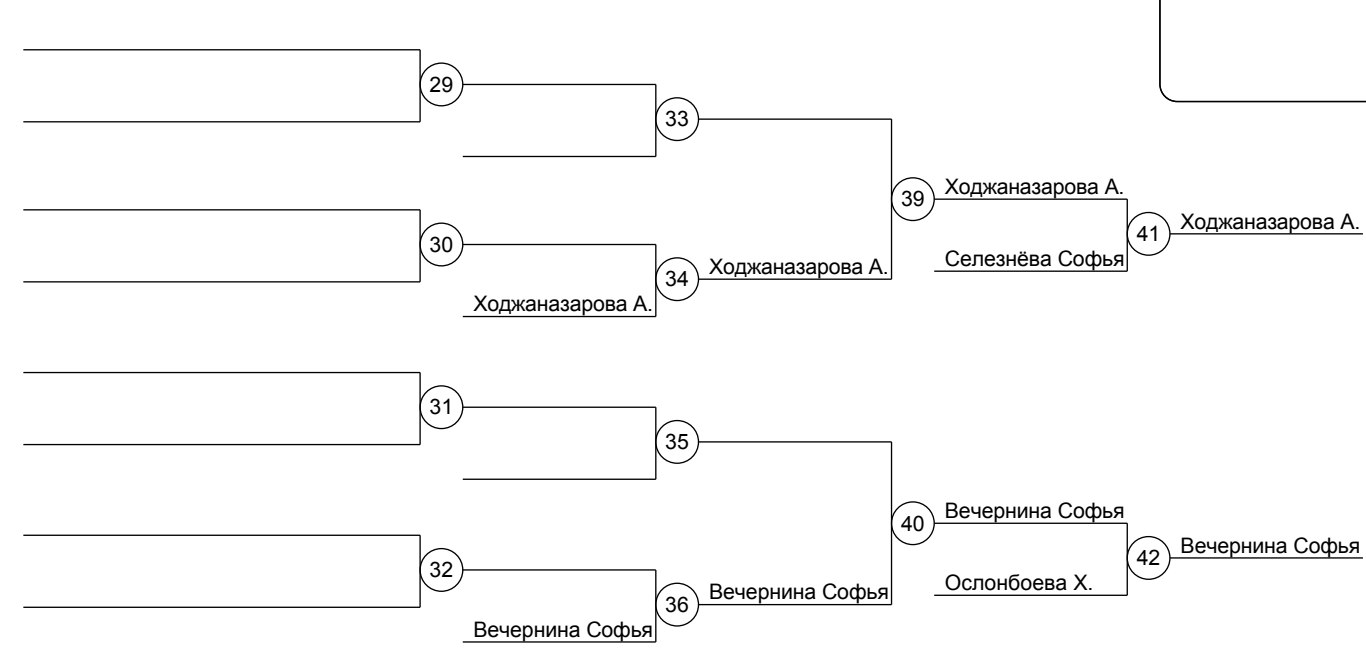 29
33
Ходжаназарова А.
39
Ходжаназарова А.
41
Селезнёва Софья
30
Ходжаназарова А.
34
Ходжаназарова А.
31
35
Вечернина Софья
40
Вечернина Софья
42
Ослонбоева Х.
32
Вечернина Софья
36
Вечернина Софья